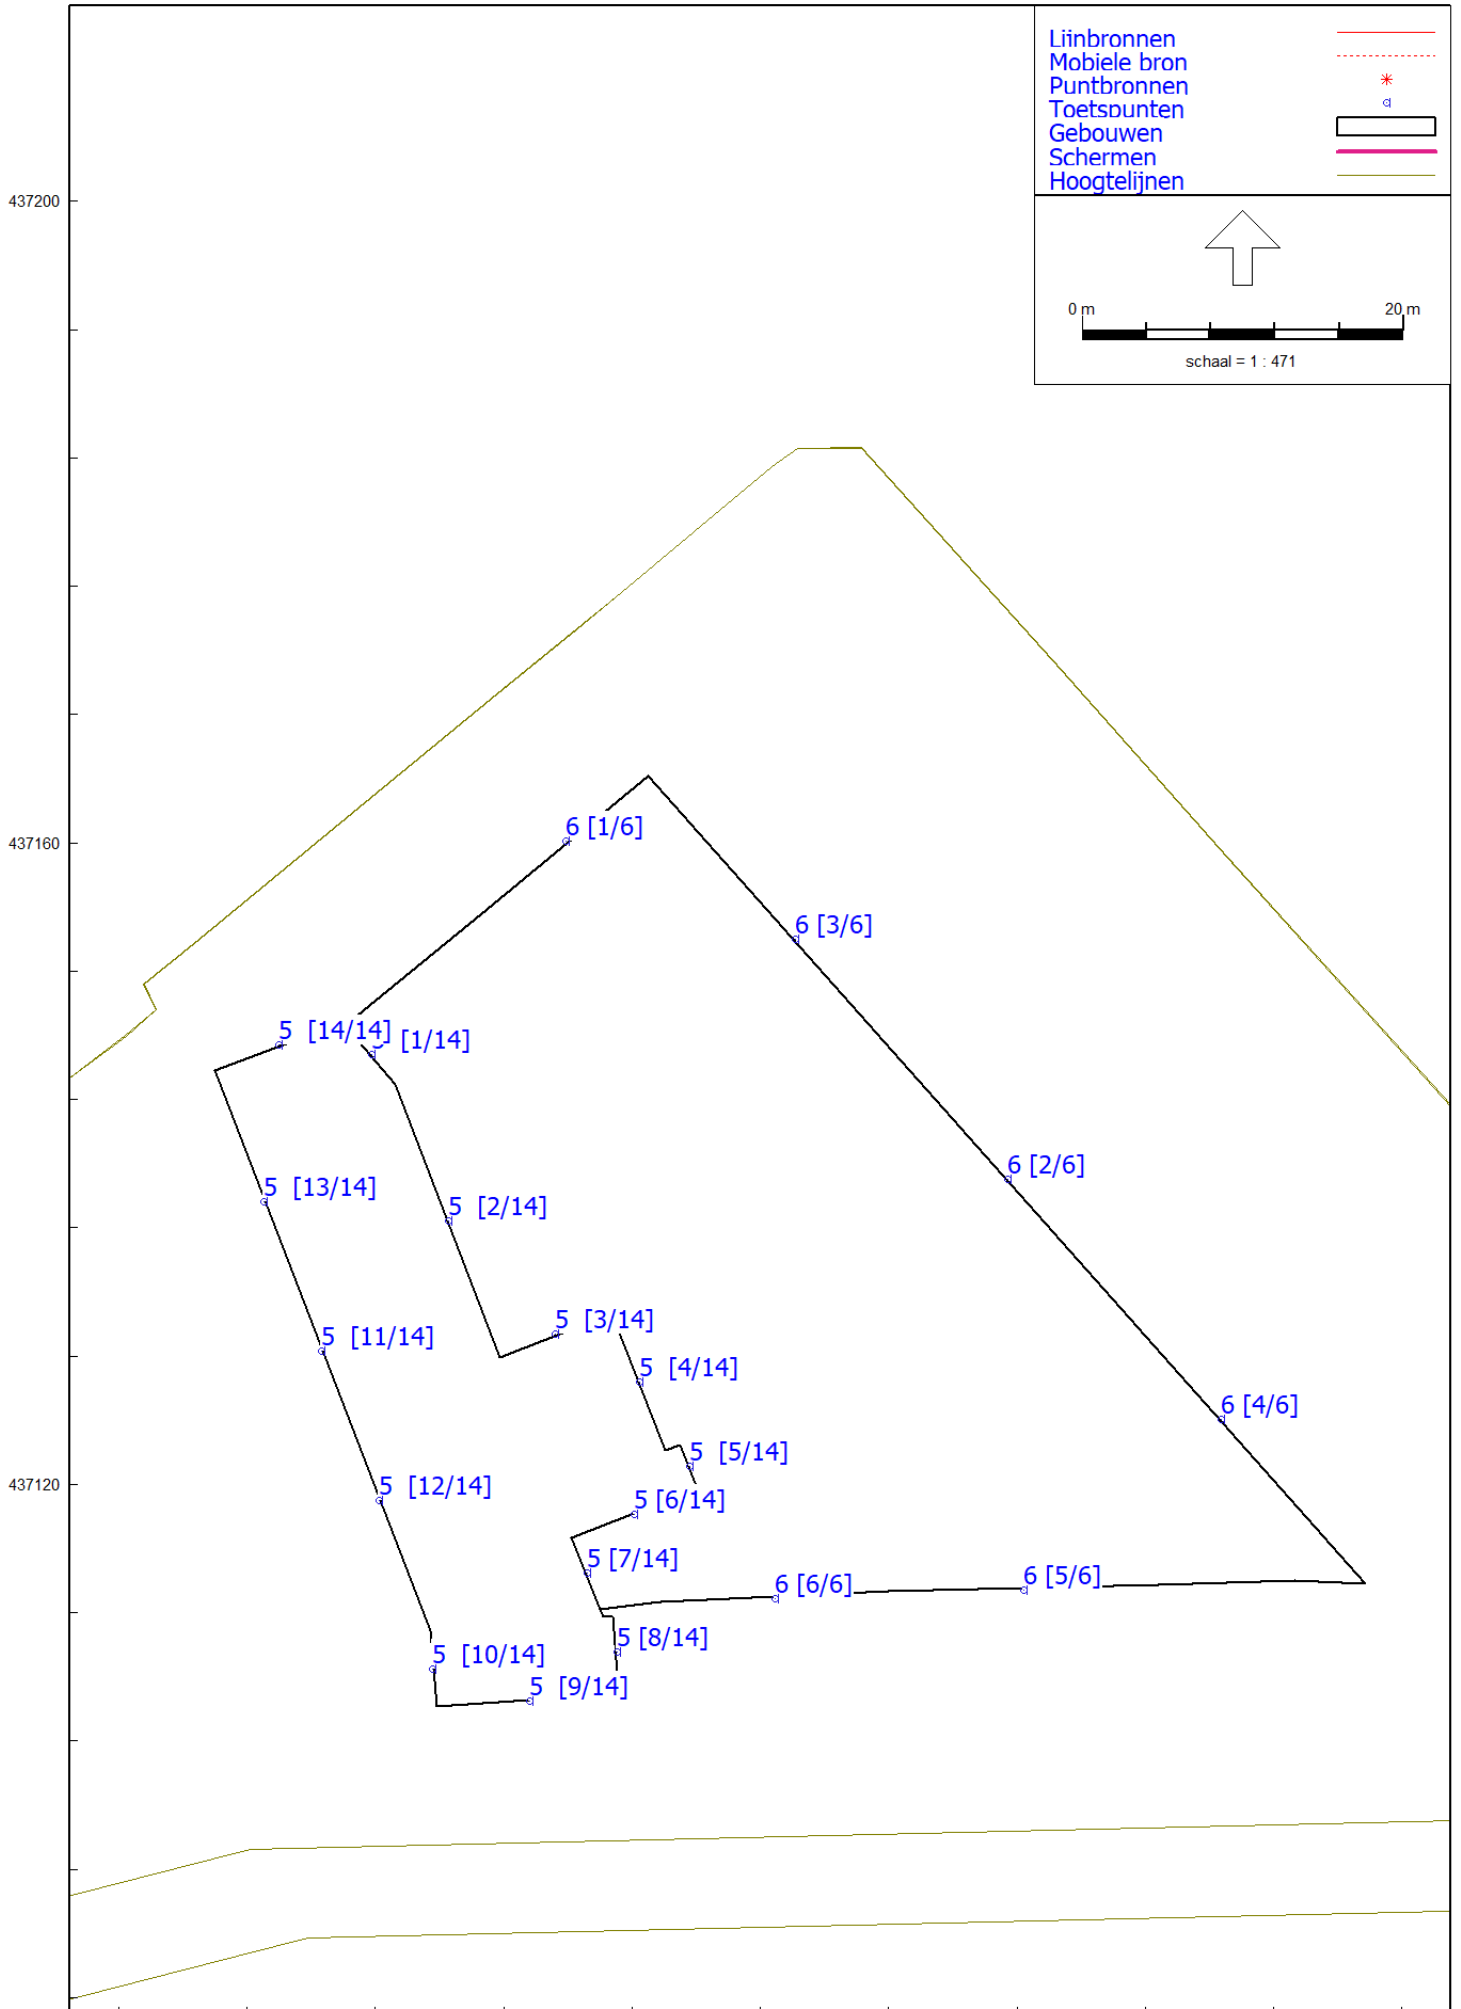 Lijnbronnen
Mobiele bron
Puntbronnen
Toetspunten
Gebouwen
Schermen
Hoogtelijnen
437200
0 m 20 m
schaal = 1 : 471
6 [1/6]
437160
6 [3/6]
5 [14/14]
5 [1/14]
6 [2/6]
5 [13/14]
5 [2/14]
5 [3/14]
5 [11/14]
5 [4/14]
6 [4/6]
5 [5/14]
437120
5 [12/14]
5 [6/14]
5 [7/14]
6 [6/6]
6 [5/6]
5 [8/14]
5 [10/14]
5 [9/14]